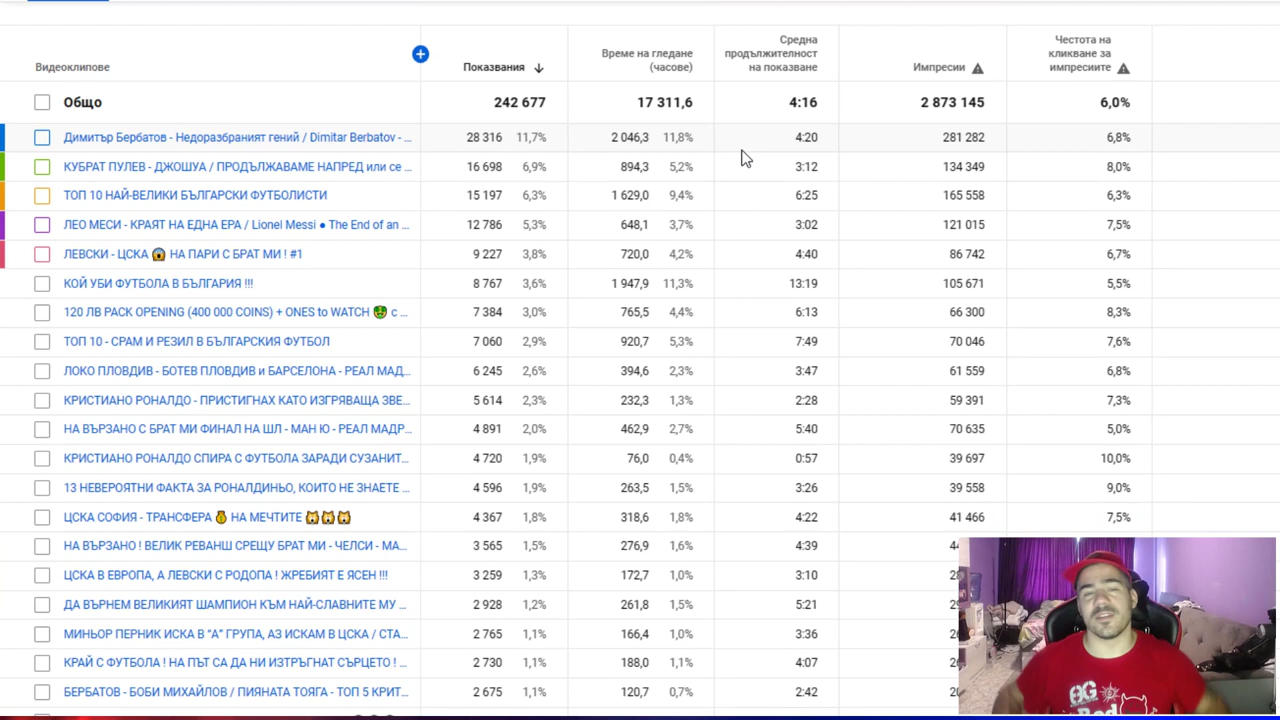 Видеоклипове
Показвания
Време на гледане (часове)
Средна продължителност на показване
Импресии
Честота на кликване за импресиите
Общо 242 677 17 311,6 4:16 2 873 145 6,0%
Димитър Бербатов - Недоразбраният гений / Dimitar Berbatov - ... 28 316 11,7% 2 046,3 11,8% 4:20 281 282 6,8%
КУБРАТ ПУЛЕВ - ДЖОШУА / ПРОДЪЛЖАВАМЕ НАПРЕД или се ... 16 698 6,9% 894,3 5,2% 3:12 134 349 8,0%
ТОП 10 НАЙ-ВЕЛИКИ БЪЛГАРСКИ ФУТБОЛИСТИ 15 197 6,3% 1 629,0 9,4% 6:25 165 558 6,3%
ЛЕО МЕСИ - КРАЯТ НА ЕДНА ЕРА / Lionel Messi ● The End of an ... 12 786 5,3% 648,1 3,7% 3:02 121 015 7,5%
ЛЕВСКИ - ЦСКА 😱 НА ПАРИ С БРАТ МИ ! #1 9 227 3,8% 720,0 4,2% 4:40 86 742 6,7%
КОЙ УБИ ФУТБОЛА В БЪЛГАРИЯ !!! 8 767 3,6% 1 947,9 11,3% 13:19 105 671 5,5%
120 ЛВ PACK OPENING (400 000 COINS) + ONES to WATCH 🤑 с ... 7 384 3,0% 765,5 4,4% 6:13 66 300 8,3%
ТОП 10 - СРАМ И РЕЗИЛ В БЪЛГАРСКИЯ ФУТБОЛ 7 060 2,9% 920,7 5,3% 7:49 70 046 7,6%
ЛОКО ПЛОВДИВ - БОТЕВ ПЛОВДИВ и БАРСЕЛОНА - РЕАЛ МАД... 6 245 2,6% 394,6 2,3% 3:47 61 559 6,8%
КРИСТИАНО РОНАЛДО - ПРИСТИГНАХ КАТО ИЗГРЯВАЩА ЗВЕ... 5 614 2,3% 232,3 1,3% 2:28 59 391 7,3%
НА ВЪРЗАНО С БРАТ МИ ФИНАЛ НА ШЛ - МАН Ю - РЕАЛ МАДР... 4 891 2,0% 462,9 2,7% 5:40 70 635 5,0%
КРИСТИАНО РОНАЛДО СПИРА С ФУТБОЛА ЗАРАДИ СУЗАНИТ... 4 720 1,9% 76,0 0,4% 0:57 39 697 10,0%
13 НЕВЕРОЯТНИ ФАКТА ЗА РОНАЛДИНЬО, КОИТО НЕ ЗНАЕТЕ ... 4 596 1,9% 263,5 1,5% 3:26 39 558 9,0%
ЦСКА СОФИЯ - ТРАНСФЕРА 💰 НА МЕЧТИТЕ 🐹🐹🐹 4 367 1,8% 318,6 1,8% 4:22 41 466 7,5%
НА ВЪРЗАНО ! ВЕЛИК РЕВАНШ СРЕЩУ БРАТ МИ - ЧЕЛСИ - МА... 3 565 1,5% 276,9 1,6% 4:39
ЦСКА В ЕВРОПА, А ЛЕВСКИ С РОДОПА ! ЖРЕБИЯТ Е ЯСЕН !!! 3 259 1,3% 172,7 1,0% 3:10
ДА ВЪРНЕМ ВЕЛИКИЯТ ШАМПИОН КЪМ НАЙ-СЛАВНИТЕ МУ ... 2 928 1,2% 261,8 1,5% 5:21
МИНЬОР ПЕРНИК ИСКА В "А" ГРУПА, АЗ ИСКАМ В ЦСКА / СТА... 2 765 1,1% 166,4 1,0% 3:36
КРАЙ С ФУТБОЛА ! НА ПЪТ СА ДА НИ ИЗТРЪГНАТ СЪРЦЕТО ! ... 2 730 1,1% 188,0 1,1% 4:07
БЕРБАТОВ - БОБИ МИХАЙЛОВ / ПИЯНАТА ТОЯГА - ТОП 5 КРИТ... 2 675 1,1% 120,7 0,7% 2:42